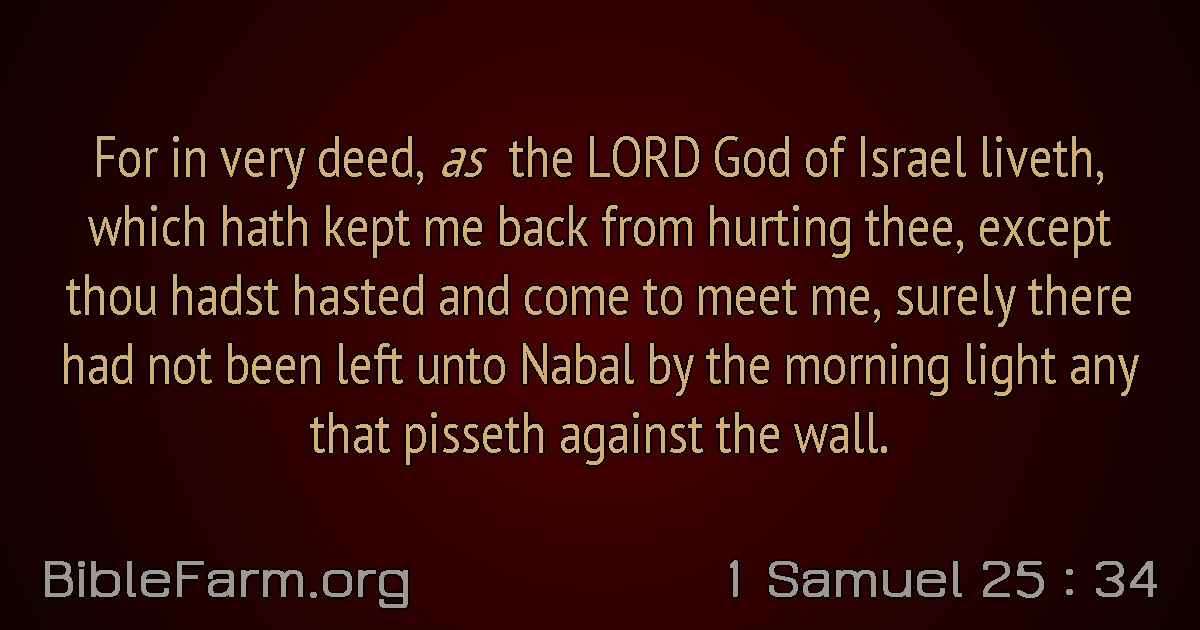 For in very deed, as the LORD God of Israel liveth,
which hath kept me back from hurting thee, except
thou hadst hasted and come to meet me, surely there
had not been left unto Nabal by the morning light any
that pisseth against the wall.
BibleFarm.org
1 Samuel 25 : 34